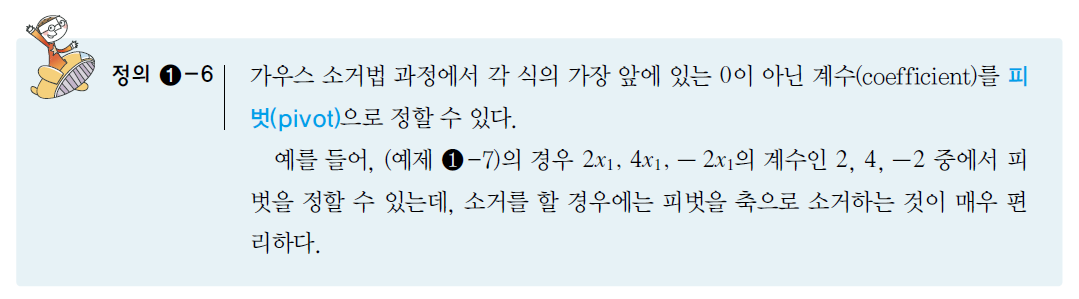 정의 ❶-6 가우스 소거법 과정에서 각 식의 가장 앞에 있는 0이 아닌 계수(coefficient)를 피
벗(pivot)으로 정할 수 있다.
예를 들어, (예제 ❶-7)의 경우 2x₁, 4x₁, -2x₁의 계수인 2, 4, -2 중에서 피
벗을 정할 수 있는데, 소거를 할 경우에는 피벗을 축으로 소거하는 것이 매우 편
리하다.